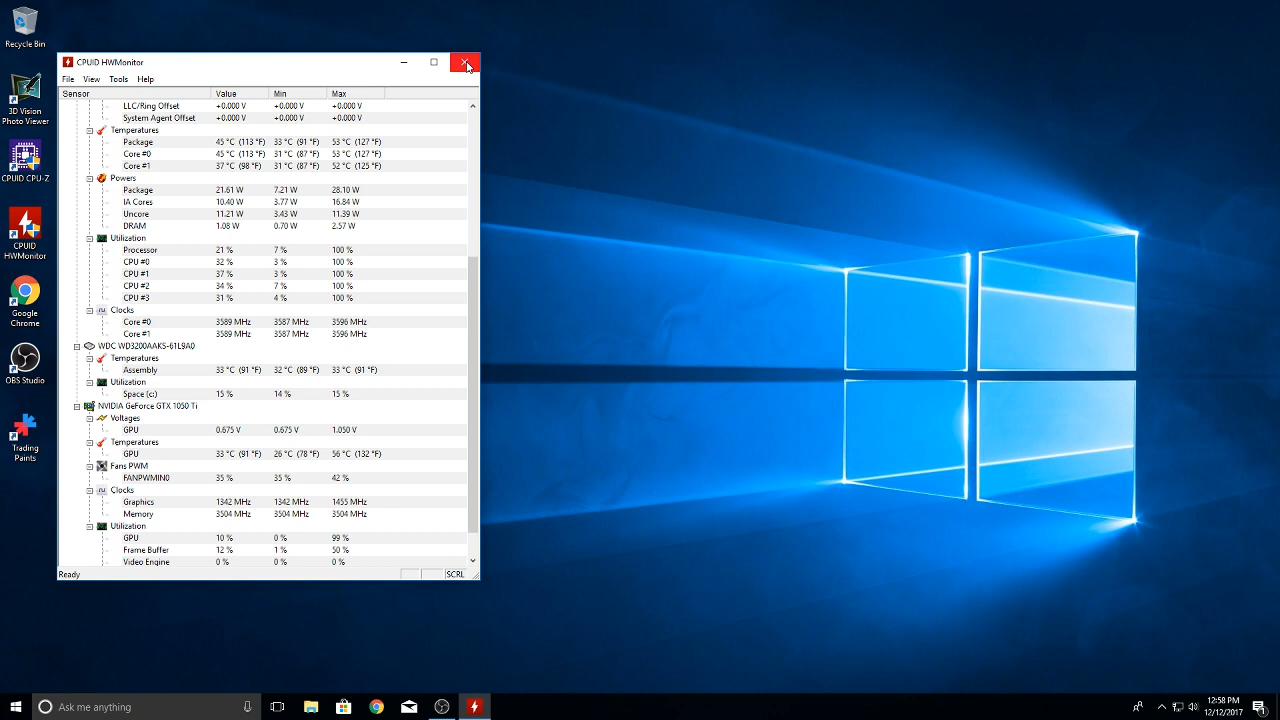 Recycle Bin
3D Vision
Photo Viewer
CPUID CPU-Z
CPUID
HWMonitor
Google
Chrome
OBS Studio
Trading
Paints
CPUID HWMonitor
File View Tools Help
Sensor Value Min Max
LLC/Ring Offset +0.000 V +0.000 V +0.000 V
System Agent Offset +0.000 V +0.000 V +0.000 V
Temperatures
Package 45 °C (113 °F) 33 °C (91 °F) 53 °C (127 °F)
Core #0 45 °C (113 °F) 31 °C (87 °F) 53 °C (127 °F)
Core #1 37 °C (98 °F) 31 °C (87 °F) 52 °C (125 °F)
Powers
Package 21.61 W 7.21 W 28.10 W
IA Cores 10.40 W 3.77 W 16.84 W
Uncore 11.21 W 3.43 W 11.39 W
DRAM 1.08 W 0.70 W 2.57 W
Utilization
Processor 21 % 7 % 100 %
CPU #0 32 % 3 % 100 %
CPU #1 37 % 3 % 100 %
CPU #2 34 % 7 % 100 %
CPU #3 31 % 4 % 100 %
Clocks
Core #0 3589 MHz 3587 MHz 3596 MHz
Core #1 3589 MHz 3587 MHz 3596 MHz
WDC WD3200AAKS-61L9A0
Temperatures
Assembly 33 °C (91 °F) 32 °C (89 °F) 33 °C (91 °F)
Utilization
Space (c:) 15 % 14 % 15 %
NVIDIA GeForce GTX 1050 Ti
Voltages
GPU 0.675 V 0.675 V 1.050 V
Temperatures
GPU 33 °C (91 °F) 26 °C (78 °F) 56 °C (132 °F)
Fans PWM
FANPWMIN0 35 % 35 % 42 %
Clocks
Graphics 1342 MHz 1342 MHz 1455 MHz
Memory 3504 MHz 3504 MHz 3504 MHz
Utilization
GPU 10 % 0 % 99 %
Frame Buffer 12 % 1 % 50 %
Video Engine 0 % 0 % 0 %
Ready SCRL
Ask me anything
12:58 PM
12/12/2017
1